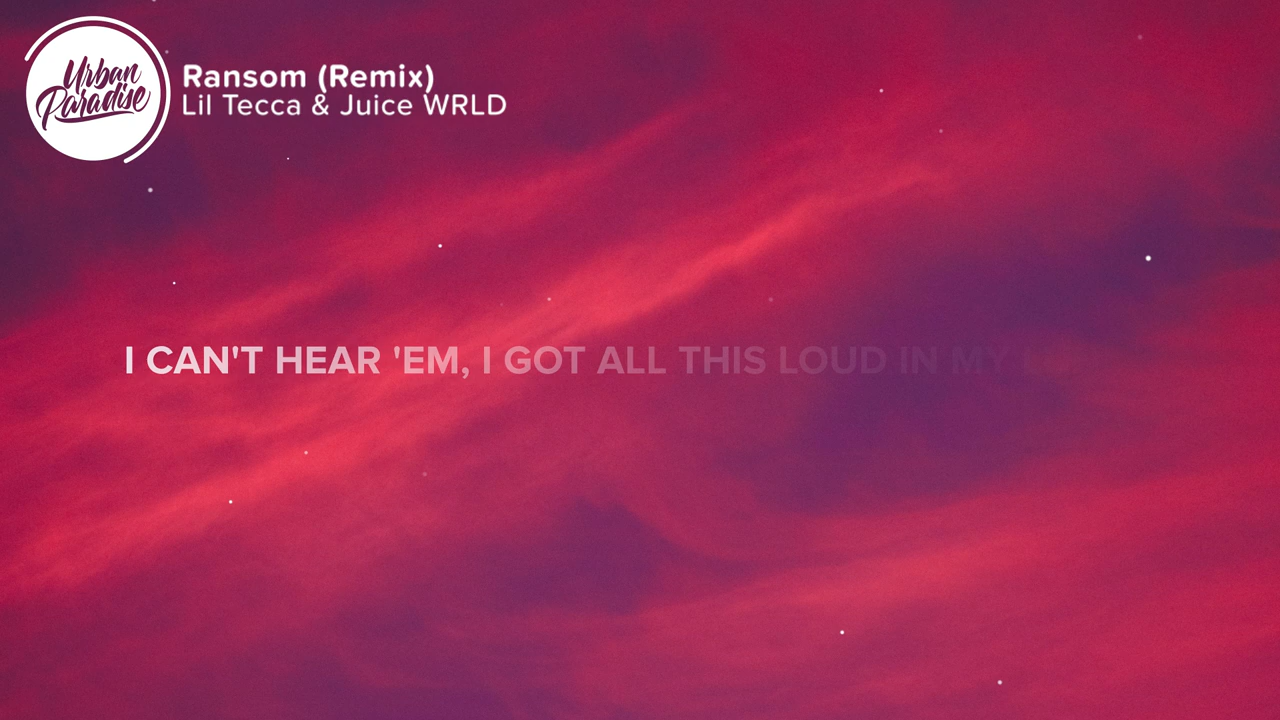 Urban
Paradise
Ransom (Remix)
Lil Tecca & Juice WRLD
I CAN'T HEAR 'EM, I GOT ALL THIS LOUD IN MY